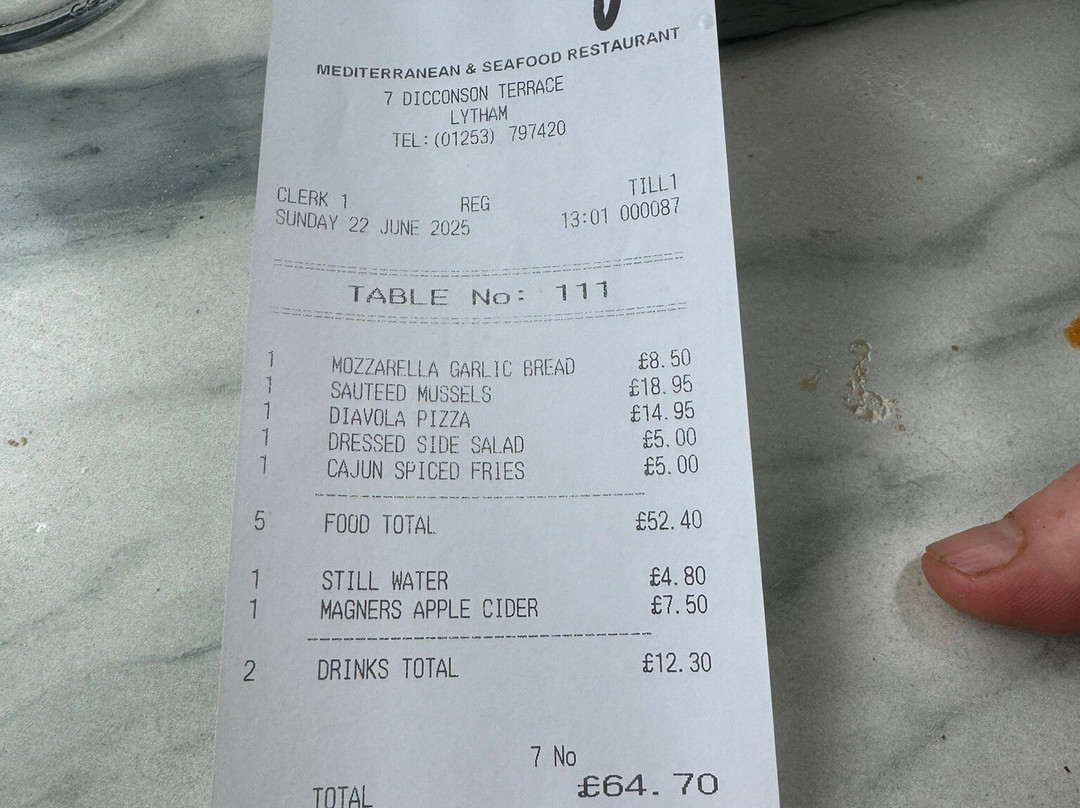 MEDITERRANEAN & SEAFOOD RESTAURANT
7 DICCONSON TERRACE
LYTHAM
TEL:(01253) 797420
CLERK 1 REG TILL1
SUNDAY 22 JUNE 2025 13:01 000087
TABLE No: 111
1 MOZZARELLA GARLIC BREAD £8.50
1 SAUTEED MUSSELS £18.95
1 DIAVOLA PIZZA £14.95
1 DRESSED SIDE SALAD £5.00
1 CAJUN SPICED FRIES £5.00
5 FOOD TOTAL £52.40
1 STILL WATER £4.80
1 MAGNERS APPLE CIDER £7.50
2 DRINKS TOTAL £12.30
7 No
TOTAL £64.70